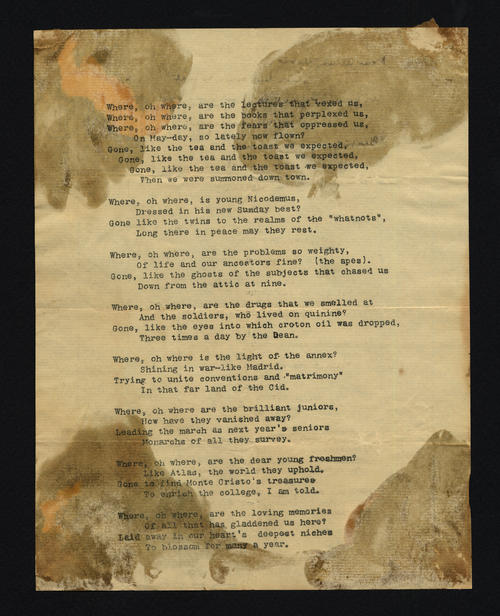 Where, oh where, are the lectures that vexed us,
Where, oh where, are the books that perplexed us,
Where, oh where, are the fears that oppressed us,
On May-day, so lately now flown?
Gone, like the tea and the toast we expected,
Gone, like the tea and the toast we expected,
Gone, like the tea and the toast we expected,
When we were summoned down town.
Where, oh where, is young Nicodemus,
Dressed in his new Sunday best?
Gone like the twins to the realms of the "whatnots",
Long there in peace may they rest.
Where, oh where, are the problems so weighty,
Of life and our ancestors fine? (the apes).
Gone, like the ghosts of the subjects that chased us
Down from the attic at nine.
Where, oh where, are the drugs that we smelled at
And the soldiers, who lived on quinine?
Gone, like the eyes into which croton oil was dropped,
Three times a day by the Dean.
Where, oh where is the light of the annex?
Shining in war-like Madrid.
Trying to unite conventions and "matrimony"
In that far land of the Cid.
Where, oh where are the brilliant juniors,
How have they vanished away?
Leading the march as next year's seniors
Monarchs of all they survey.
Where, oh where, are the dear young freshmen?
Like Atlas, the world they uphold.
Gone to find Monte Cristo's treasures
To enrich the college, I am told.
Where, oh where, are the loving memories
Of all that has gladdened us here?
Laid away in our heart's deepest niches
To blossom for many a year.